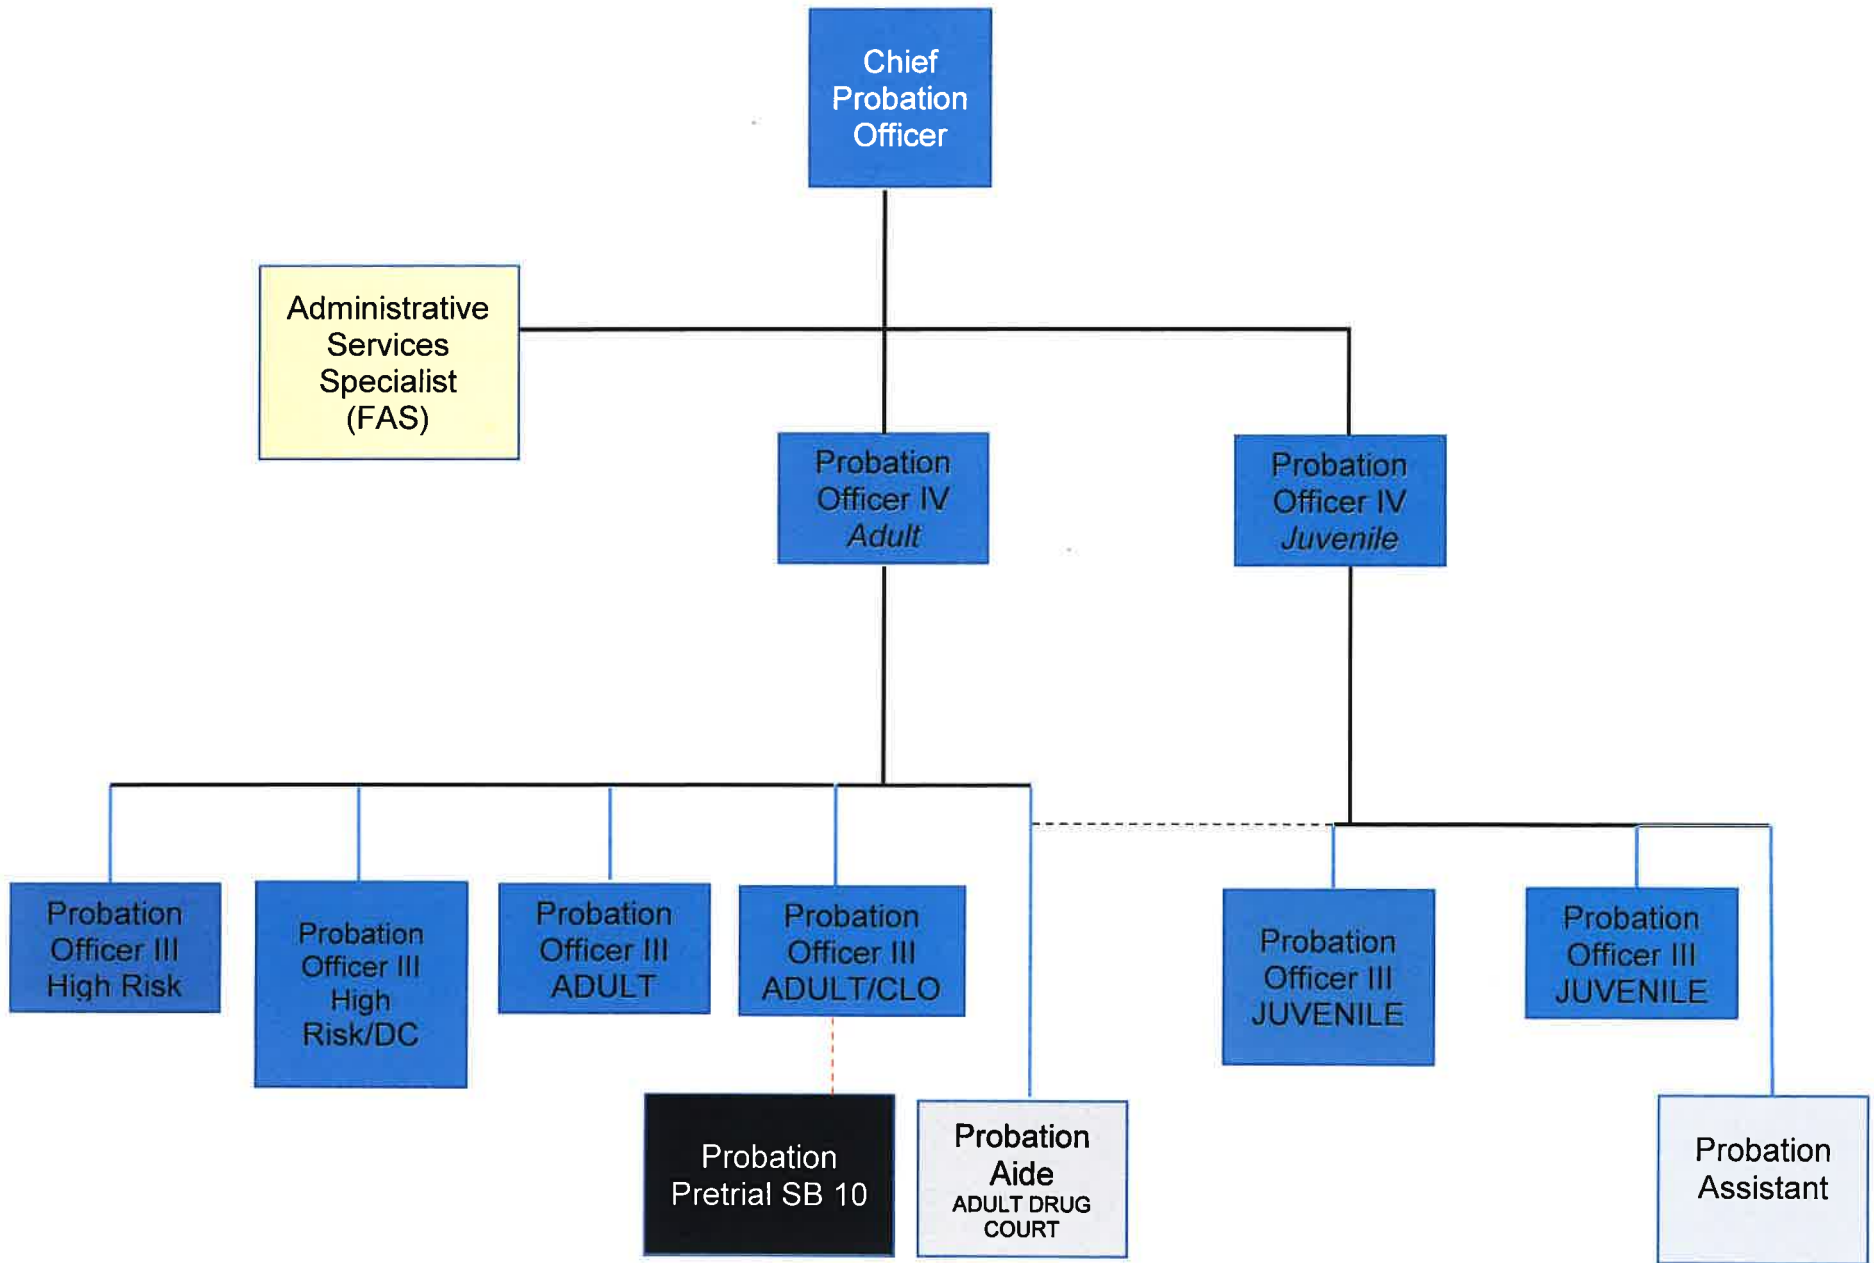 Chief
Probation
Officer
Administrative
Services
Specialist
(FAS)
Probation
Officer IV
Adult
Probation
Officer IV
Juvenile
Probation
Officer III
High Risk
Probation
Officer III
High
Risk/DC
Probation
Officer III
ADULT
Probation
Officer III
ADULT/CLO
Probation
Officer III
JUVENILE
Probation
Officer III
JUVENILE
Probation
Pretrial SB 10
Probation
Aide
ADULT DRUG
COURT
Probation
Assistant